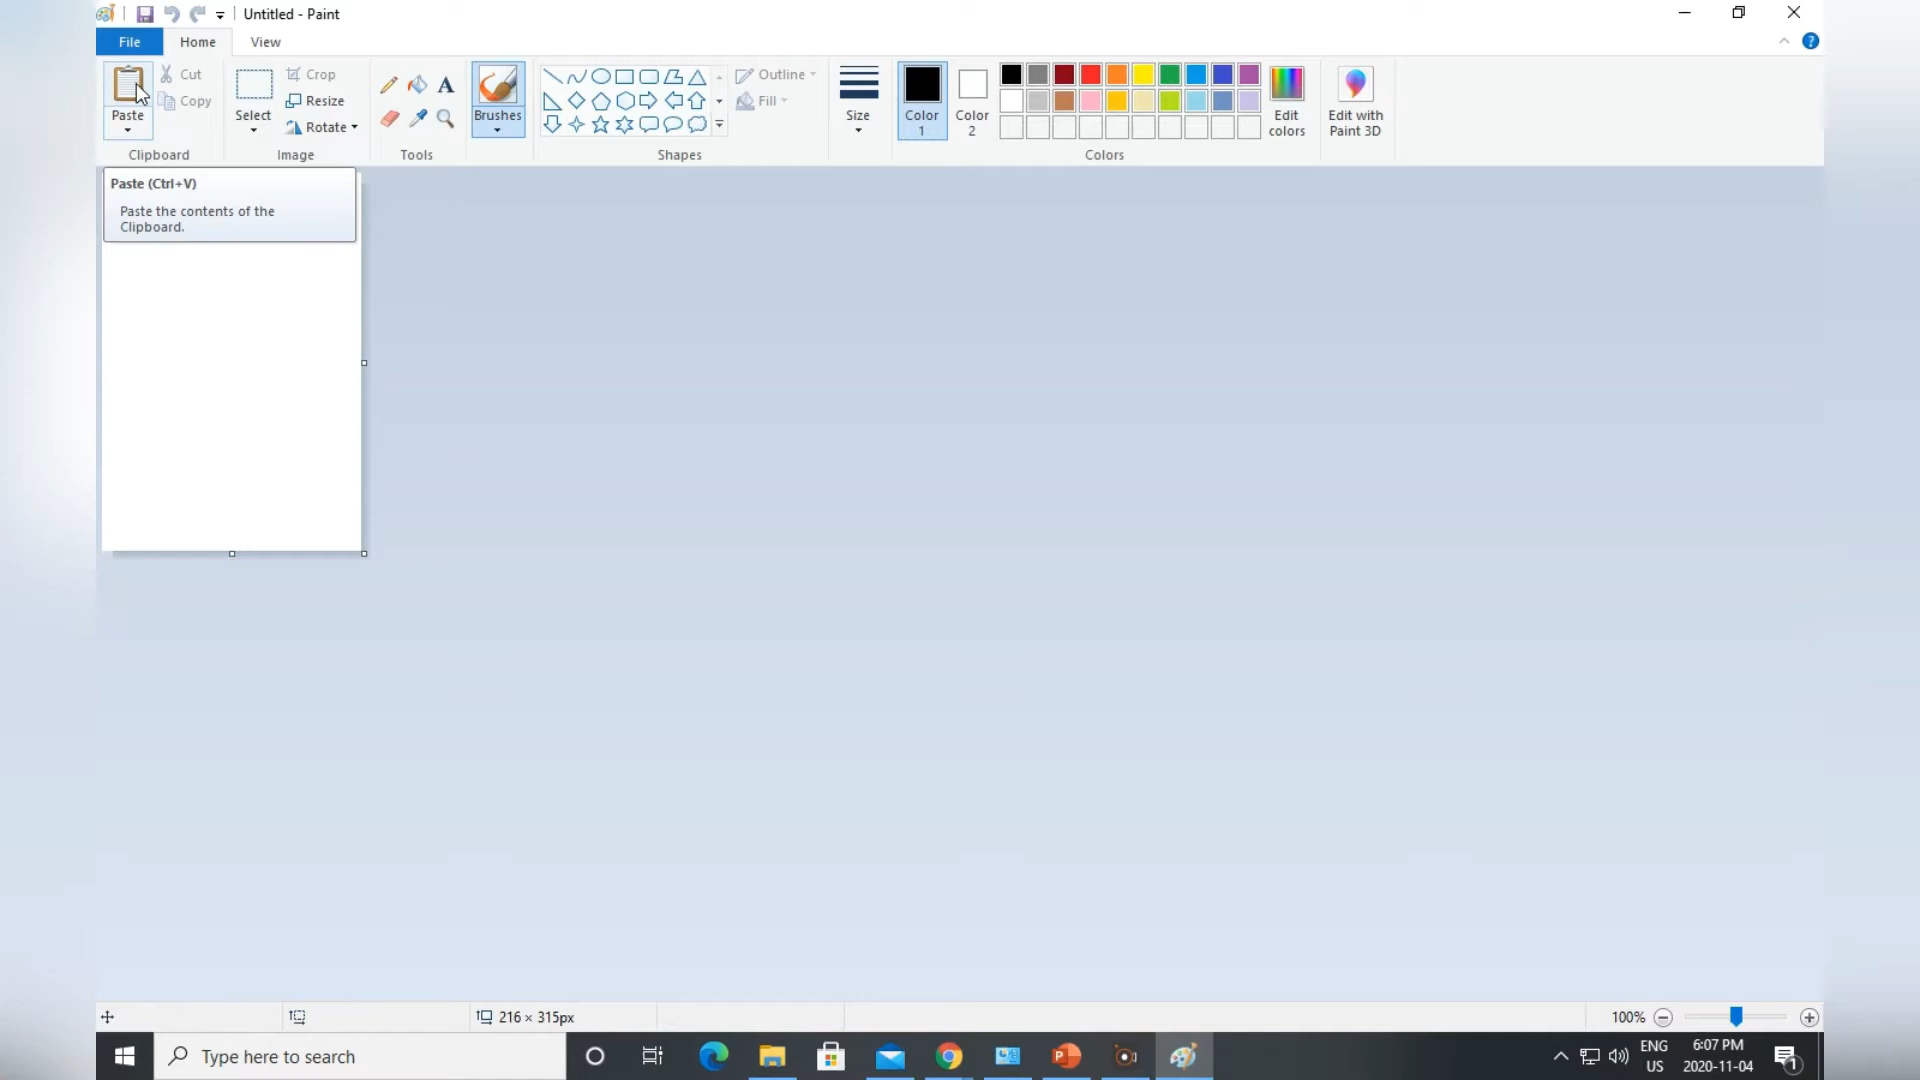 Untitled - Paint
File Home View
Paste
Cut
Copy
Clipboard
Select
Crop
Resize
Rotate
Image
A
Tools
Brushes
Shapes
Outline
Fill
Size
Color
1
Color
2
Colors
Edit
colors
Edit with
Paint 3D
?
Paste (Ctrl+V)
Paste the contents of the
Clipboard.
216 × 315px
100%
Type here to search
P
ENG
US
6:07 PM
2020-11-04
1